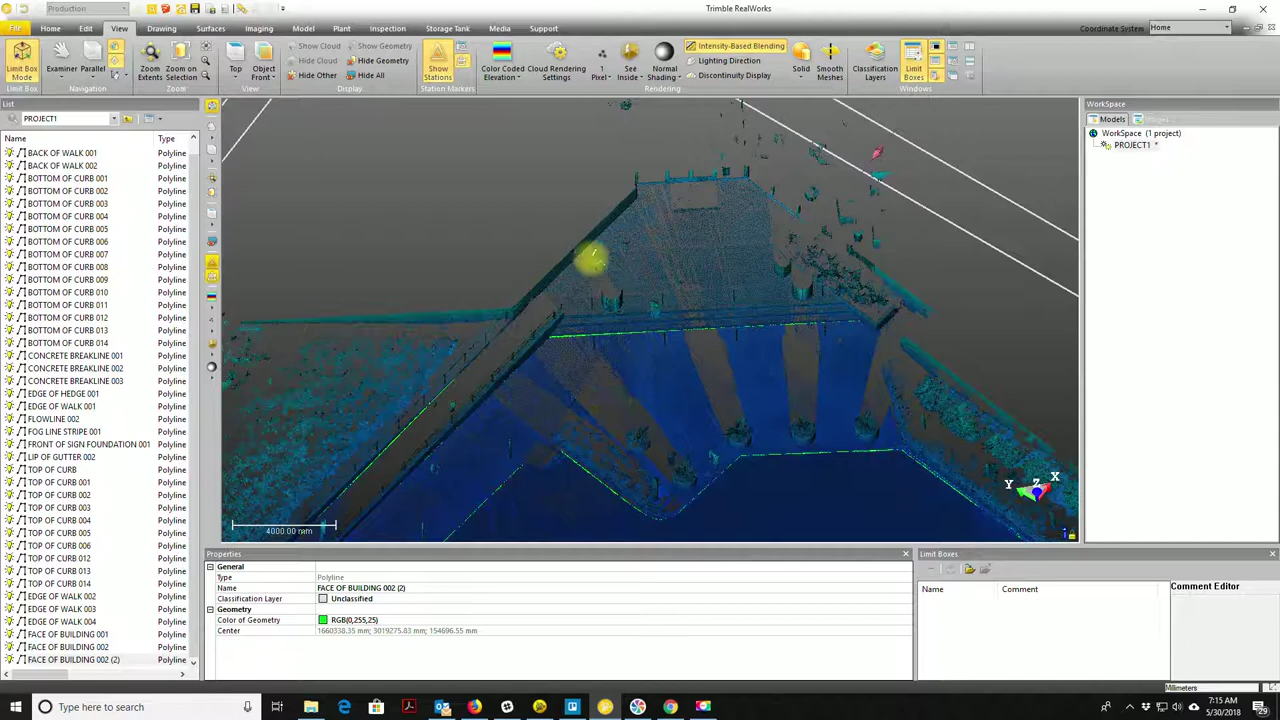 Production
Trimble RealWorks
File
Home
Edit
View
Drawing
Surfaces
Imaging
Model
Plant
Inspection
Storage Tank
Media
Support
Coordinate System
Home
Limit Box Mode
Examiner
Parallel
Zoom Extents
Zoom on Selection
Top
Object Front
Show Cloud
Hide Cloud
Hide Other
Show Geometry
Hide Geometry
Hide All
Show Stations
Color Coded Elevation
Cloud Rendering Settings
1 Pixel
See Inside
Normal Shading
Intensity-Based Blending
Lighting Direction
Discontinuity Display
Solid
Smooth Meshes
Classification Layers
Limit Boxes
Limit Box
Navigation
Zoom
View
Display
Station Markers
Rendering
Windows
List
PROJECT1
Name Type
BACK OF WALK 001 Polyline
BACK OF WALK 002 Polyline
BOTTOM OF CURB 001 Polyline
BOTTOM OF CURB 002 Polyline
BOTTOM OF CURB 003 Polyline
BOTTOM OF CURB 004 Polyline
BOTTOM OF CURB 005 Polyline
BOTTOM OF CURB 006 Polyline
BOTTOM OF CURB 007 Polyline
BOTTOM OF CURB 008 Polyline
BOTTOM OF CURB 009 Polyline
BOTTOM OF CURB 010 Polyline
BOTTOM OF CURB 011 Polyline
BOTTOM OF CURB 012 Polyline
BOTTOM OF CURB 013 Polyline
BOTTOM OF CURB 014 Polyline
CONCRETE BREAKLINE 001 Polyline
CONCRETE BREAKLINE 002 Polyline
CONCRETE BREAKLINE 003 Polyline
EDGE OF HEDGE 001 Polyline
EDGE OF WALK 001 Polyline
FLOWLINE 002 Polyline
FOG LINE STRIPE 001 Polyline
FRONT OF SIGN FOUNDATION 001 Polyline
LIP OF GUTTER 002 Polyline
TOP OF CURB Polyline
TOP OF CURB 001 Polyline
TOP OF CURB 002 Polyline
TOP OF CURB 003 Polyline
TOP OF CURB 004 Polyline
TOP OF CURB 005 Polyline
TOP OF CURB 006 Polyline
TOP OF CURB 012 Polyline
TOP OF CURB 013 Polyline
TOP OF CURB 014 Polyline
EDGE OF WALK 002 Polyline
EDGE OF WALK 003 Polyline
EDGE OF WALK 004 Polyline
FACE OF BUILDING 001 Polyline
FACE OF BUILDING 002 Polyline
FACE OF BUILDING 002 (2) Polyline
4000.00 mm
Y Z X
WorkSpace
Models
WorkSpace (1 project)
PROJECT1 *
Properties
General
Type Polyline
Name FACE OF BUILDING 002 (2)
Classification Layer Unclassified
Geometry
Color of Geometry RGB(0,255,25)
Center 1660338.35 mm; 3019275.83 mm; 154696.55 mm
Limit Boxes
Name Comment
Comment Editor
Millimeters
Type here to search
7:15 AM
5/30/2018